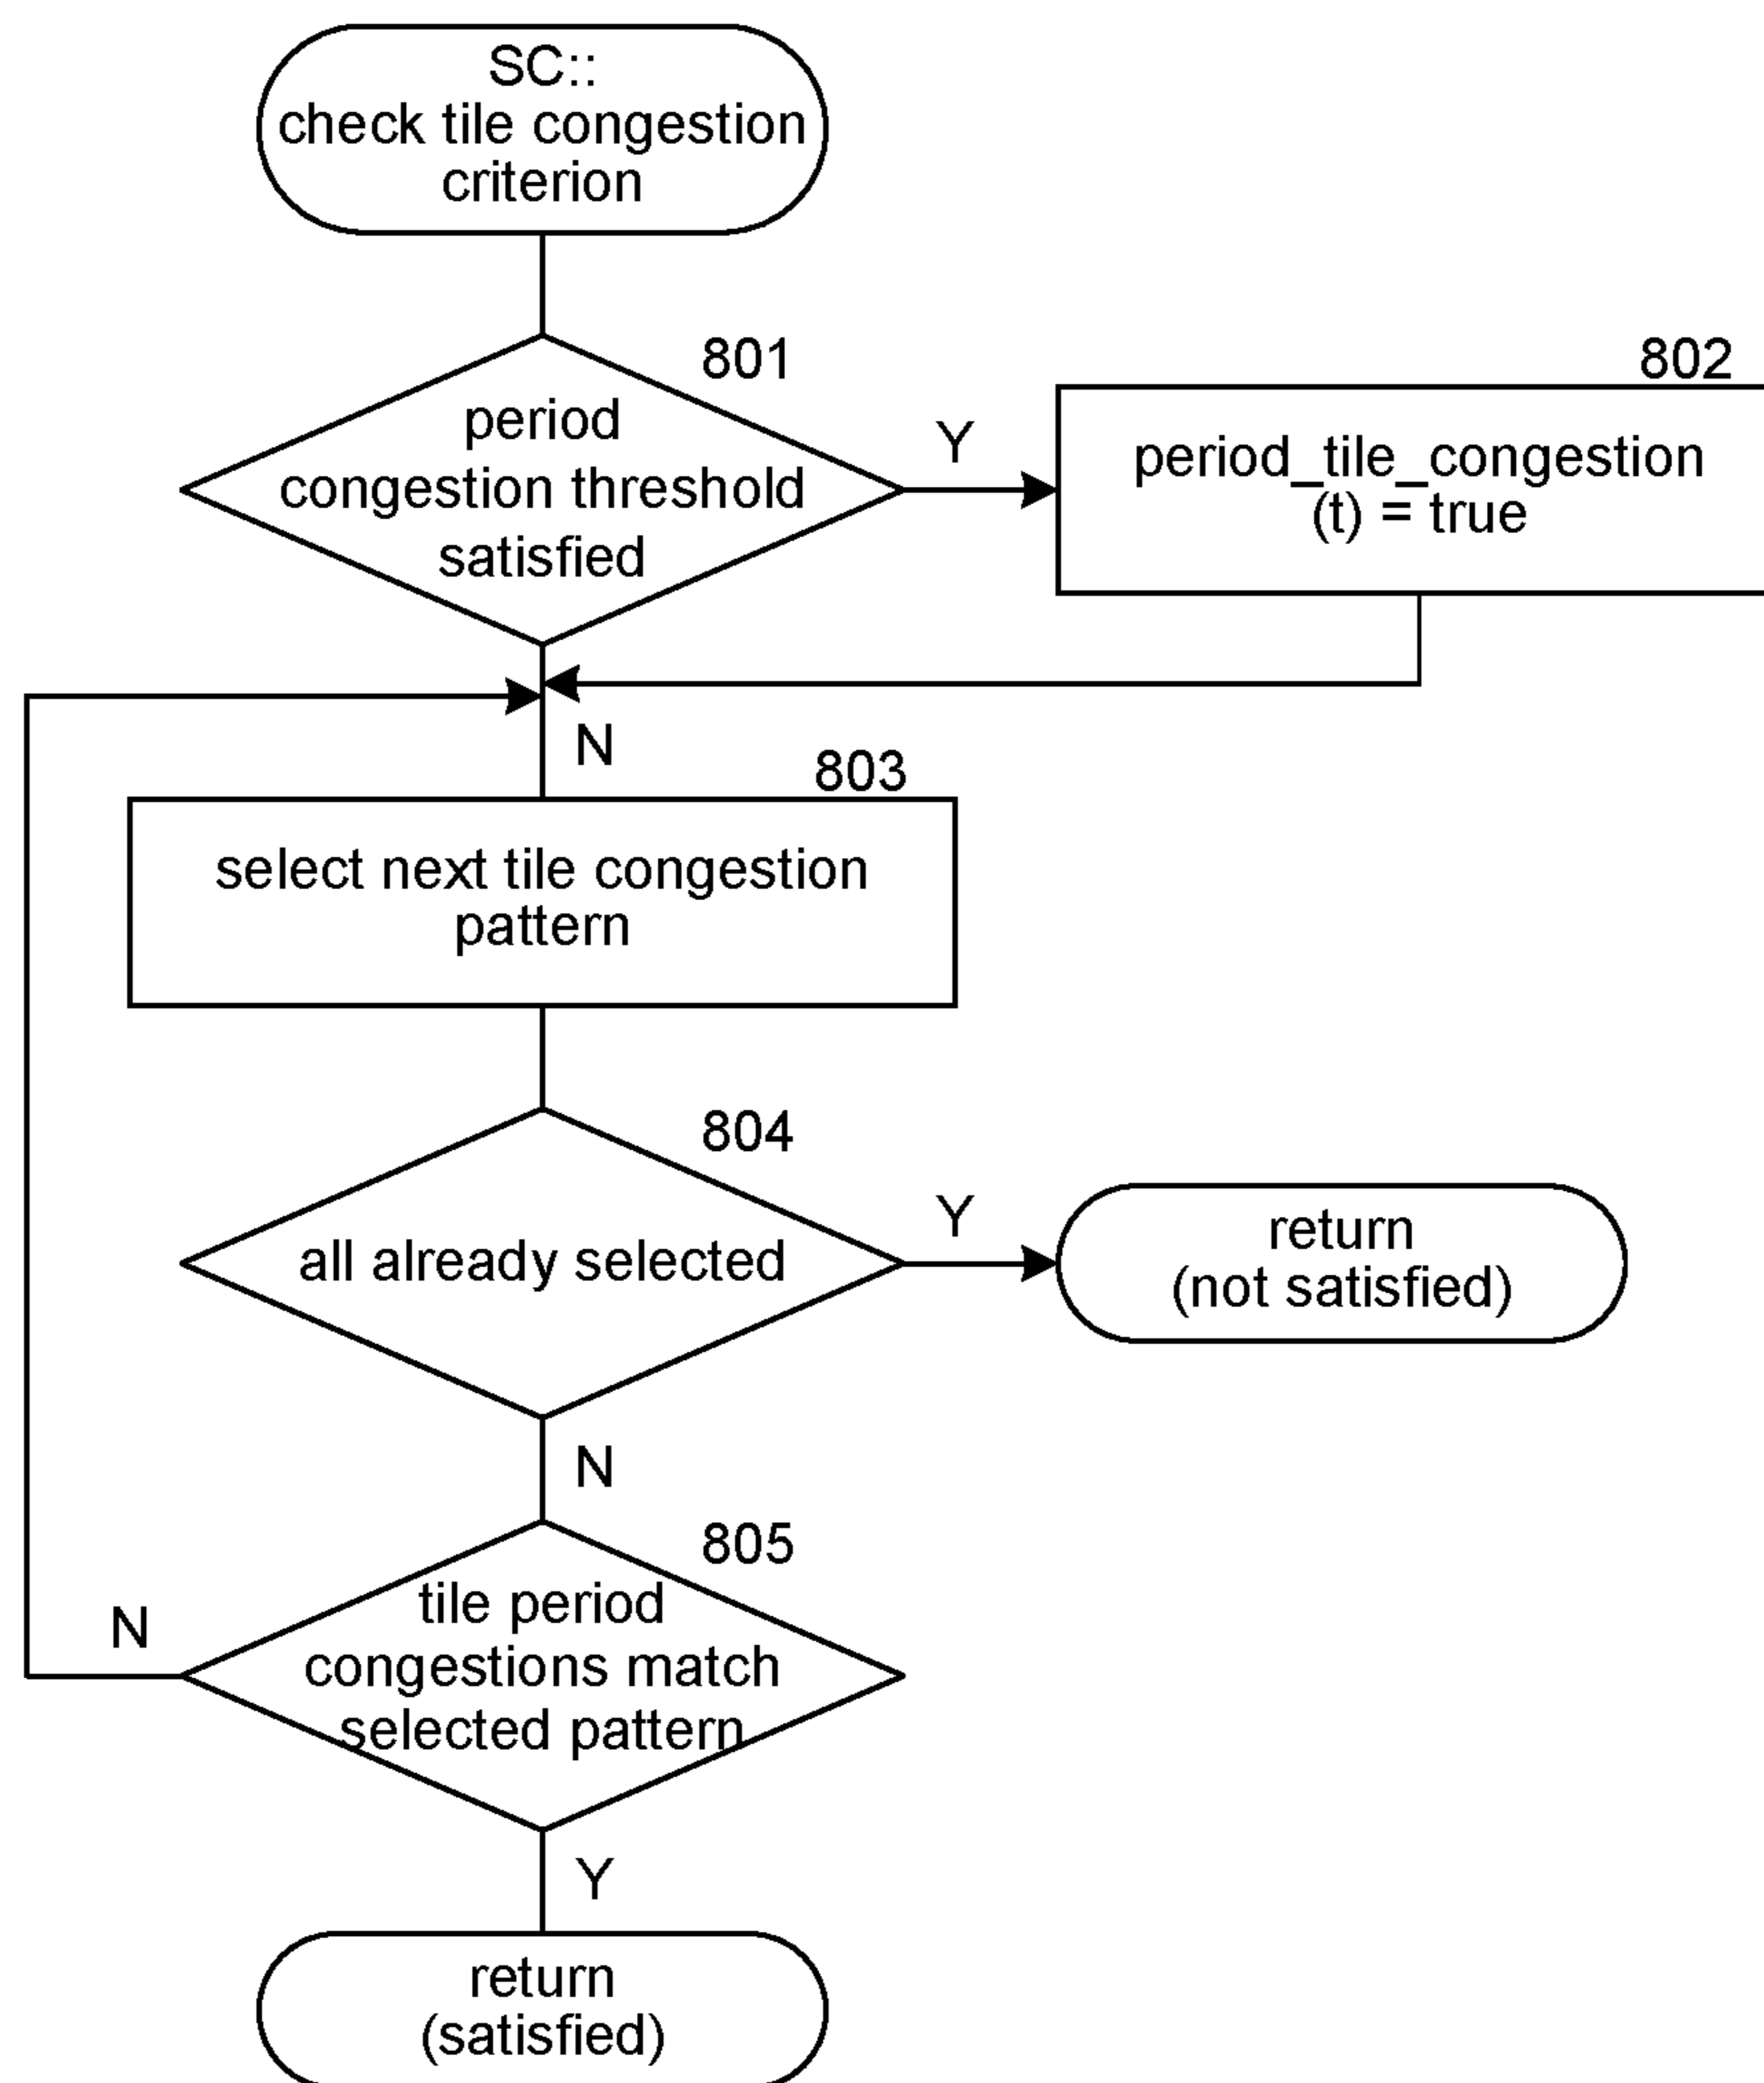 SC::
check tile congestion
criterion
801
period
congestion threshold
satisfied
Y
802
period_tile_congestion
(t) = true
N
803
select next tile congestion
pattern
804
all already selected
Y
return
(not satisfied)
N
805
tile period
congestions match
selected pattern
N
Y
return
(satisfied)